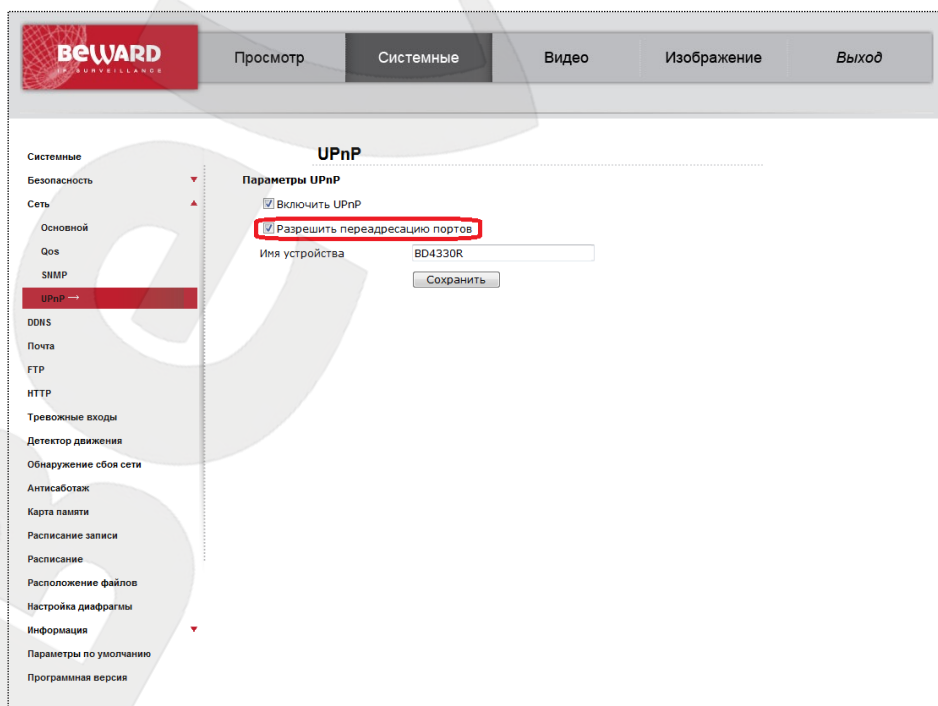 BEWARD
IP SURVEILLANCE
Просмотр
Системные
Видео
Изображение
Выход
Системные
Безопасность
Сеть
Основной
Qos
SNMP
UPnP →
DDNS
Почта
FTP
HTTP
Тревожные входы
Детектор движения
Обнаружение сбоя сети
Антисаботаж
Карта памяти
Расписание записи
Расписание
Расположение файлов
Настройка диафрагмы
Информация
Параметры по умолчанию
Программная версия
UPnP
Параметры UPnP
Включить UPnP
Разрешить переадресацию портов
Имя устройства BD4330R
Сохранить